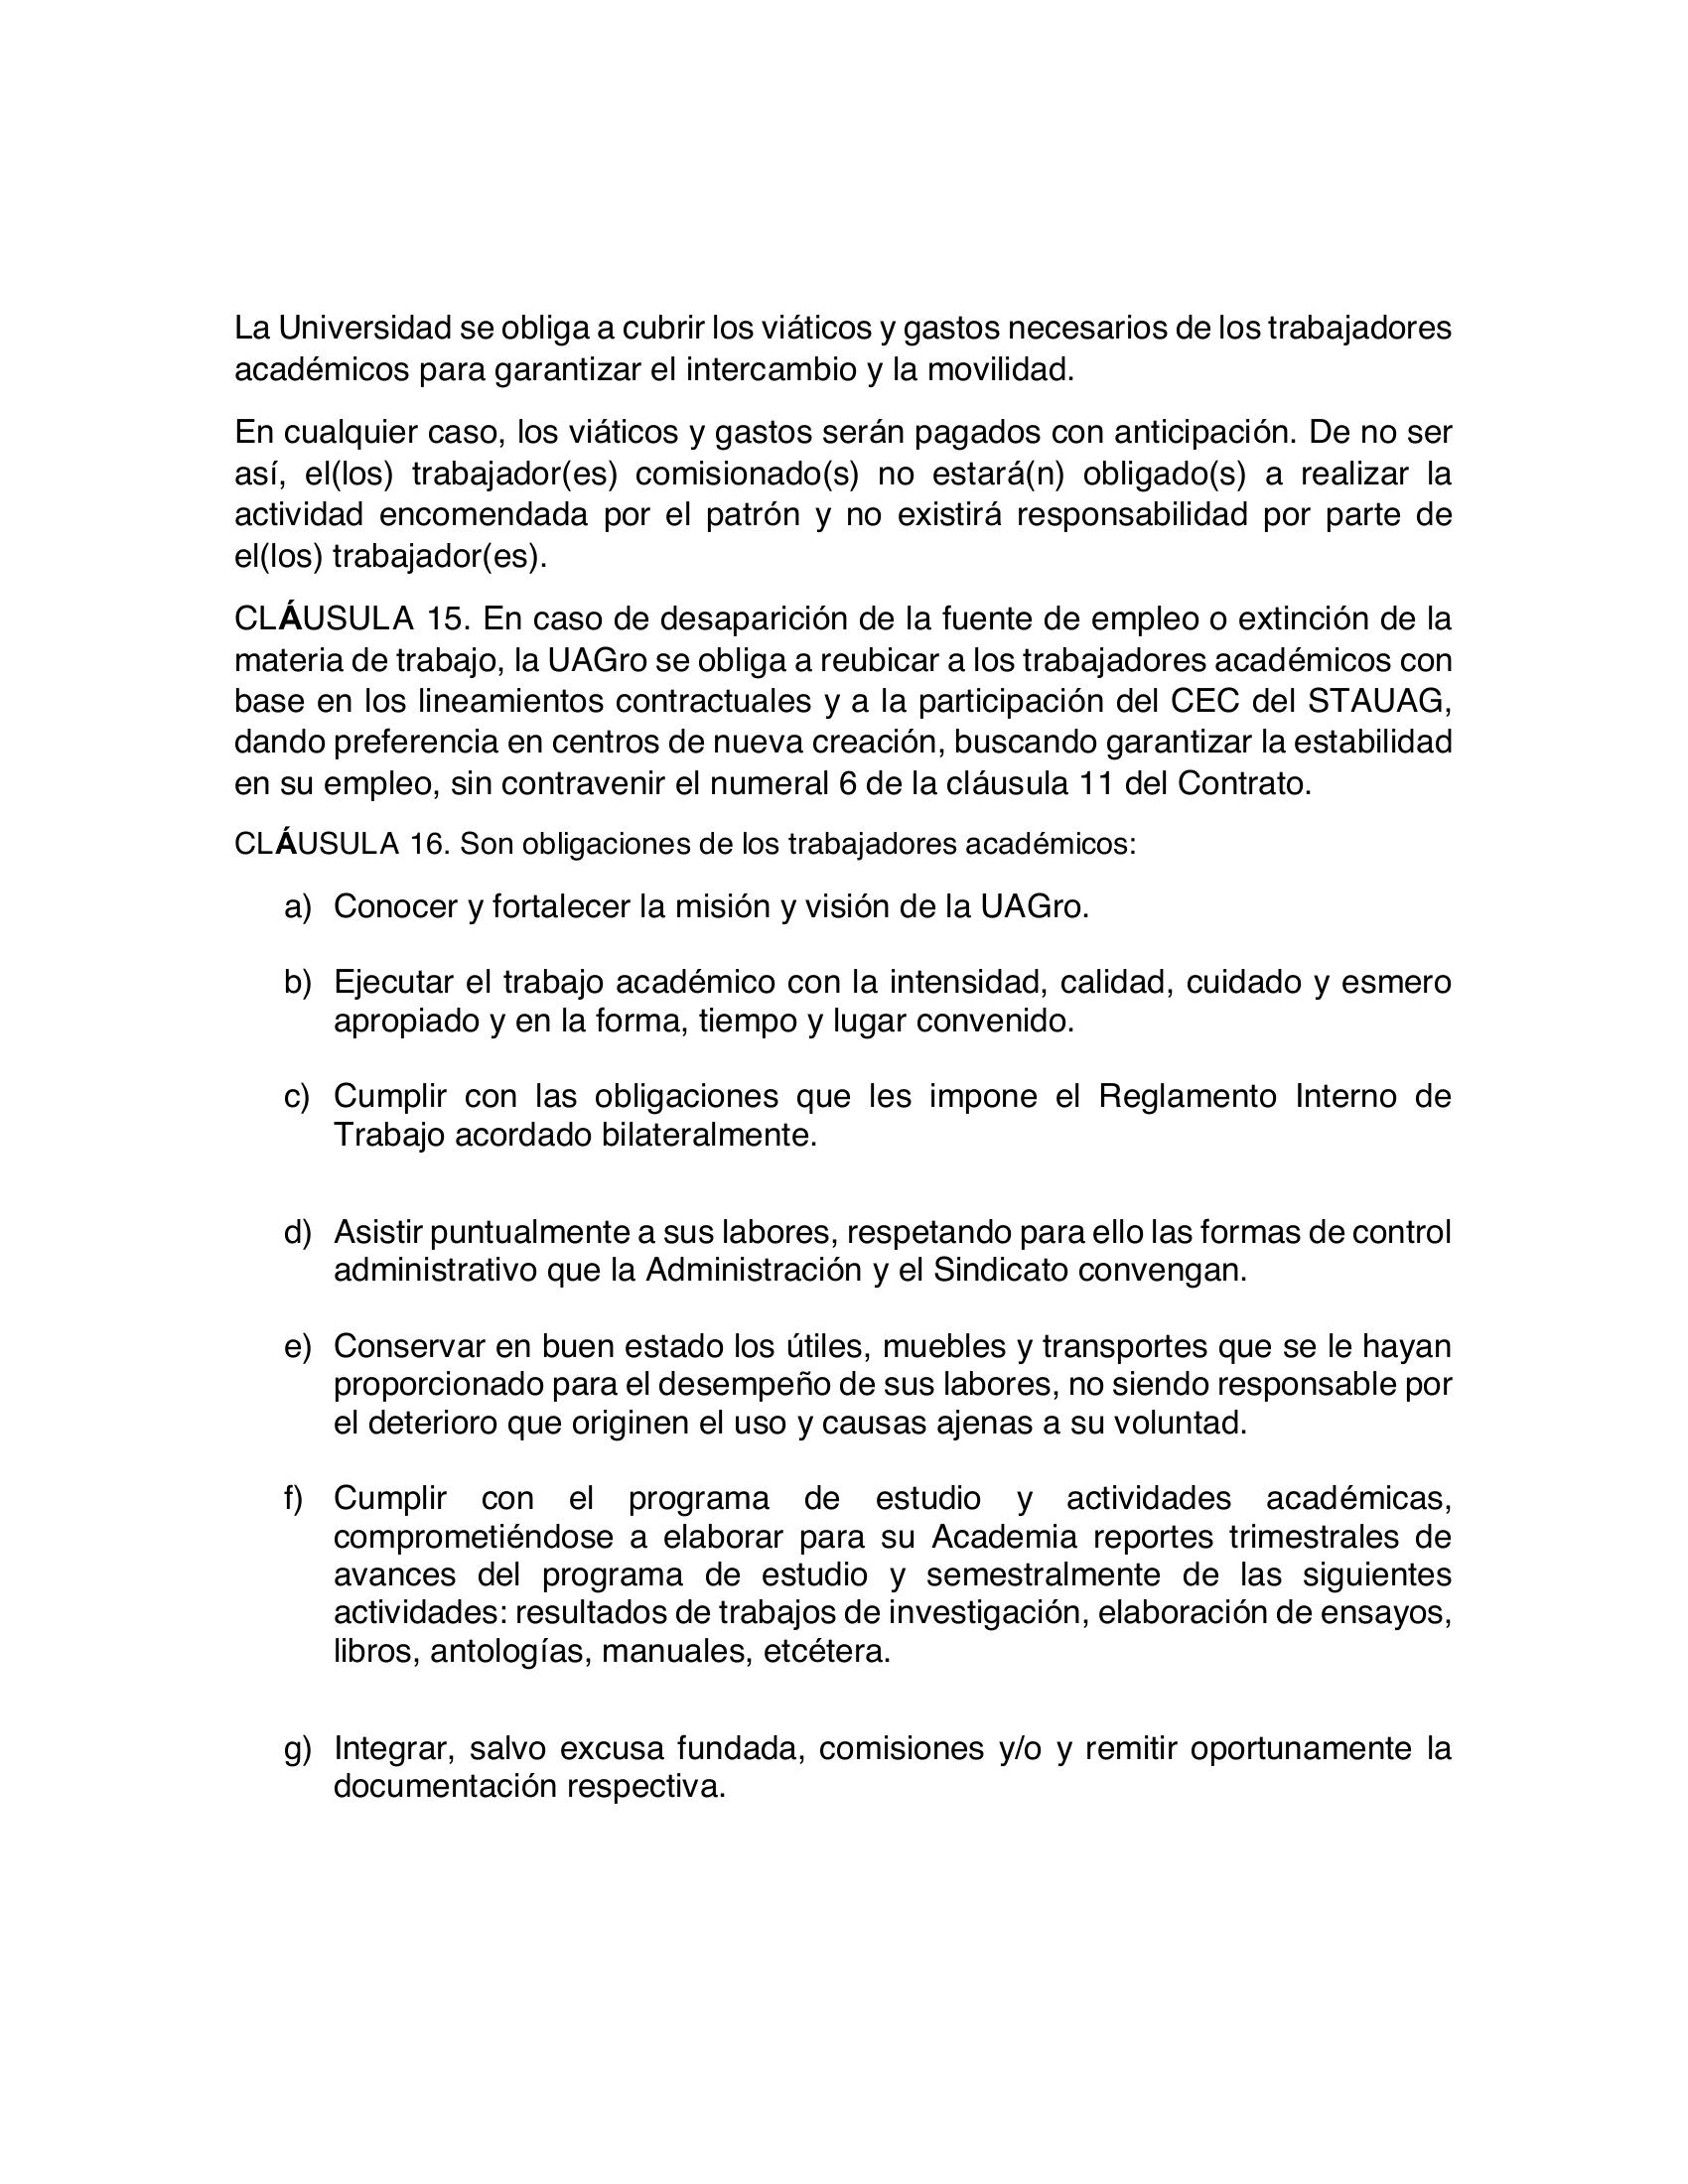 La Universidad se obliga a cubrir los viáticos y gastos necesarios de los trabajadores
académicos para garantizar el intercambio y la movilidad.
En cualquier caso, los viáticos y gastos serán pagados con anticipación. De no ser
así, el(los) trabajador(es) comisionado(s) no estará(n) obligado(s) a realizar la
actividad encomendada por el patrón y no existirá responsabilidad por parte de
el(los) trabajador(es).
CLÁUSULA 15. En caso de desaparición de la fuente de empleo o extinción de la
materia de trabajo, la UAGro se obliga a reubicar a los trabajadores académicos con
base en los lineamientos contractuales y a la participación del CEC del STAUAG,
dando preferencia en centros de nueva creación, buscando garantizar la estabilidad
en su empleo, sin contravenir el numeral 6 de la cláusula 11 del Contrato.
CLÁUSULA 16. Son obligaciones de los trabajadores académicos:
a) Conocer y fortalecer la misión y visión de la UAGro.
b) Ejecutar el trabajo académico con la intensidad, calidad, cuidado y esmero
apropiado y en la forma, tiempo y lugar convenido.
c) Cumplir con las obligaciones que les impone el Reglamento Interno de
Trabajo acordado bilateralmente.
d) Asistir puntualmente a sus labores, respetando para ello las formas de control
administrativo que la Administración y el Sindicato convengan.
e) Conservar en buen estado los útiles, muebles y transportes que se le hayan
proporcionado para el desempeño de sus labores, no siendo responsable por
el deterioro que originen el uso y causas ajenas a su voluntad.
f) Cumplir con el programa de estudio y actividades académicas,
comprometiéndose a elaborar para su Academia reportes trimestrales de
avances del programa de estudio y semestralmente de las siguientes
actividades: resultados de trabajos de investigación, elaboración de ensayos,
libros, antologías, manuales, etcétera.
g) Integrar, salvo excusa fundada, comisiones y/o y remitir oportunamente la
documentación respectiva.